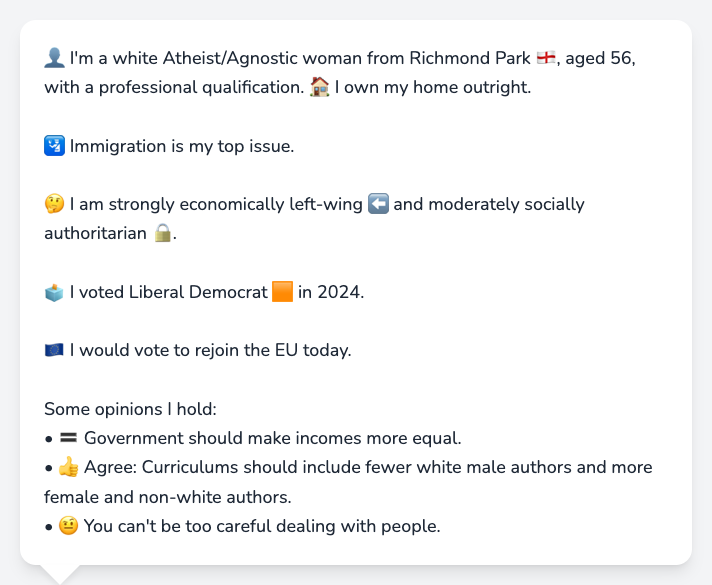 👤 I'm a white Atheist/Agnostic woman from Richmond Park 🏴󠁧󠁢󠁥󠁮󠁧󠁿, aged 56,
with a professional qualification. 🏠 I own my home outright.
🛂 Immigration is my top issue.
🤔 I am strongly economically left-wing ⬅️ and moderately socially
authoritarian 🔒.
🗳️ I voted Liberal Democrat 🟧 in 2024.
🇪🇺 I would vote to rejoin the EU today.
Some opinions I hold:
• 🟰 Government should make incomes more equal.
• 👍 Agree: Curriculums should include fewer white male authors and more
female and non-white authors.
• 🤨 You can't be too careful dealing with people.